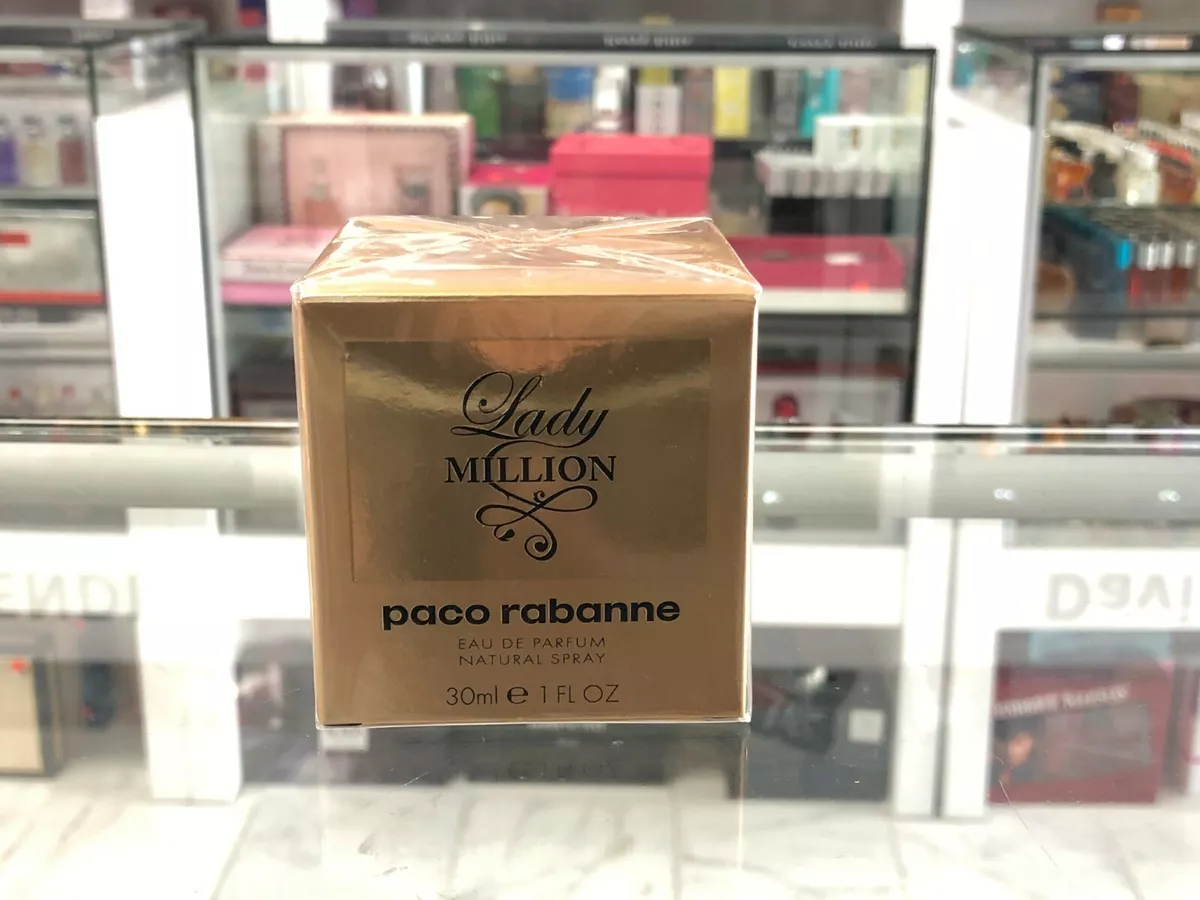 Lady
MILLION
paco rabanne
EAU DE PARFUM
NATURAL SPRAY
30ml ℮ 1 FL OZ